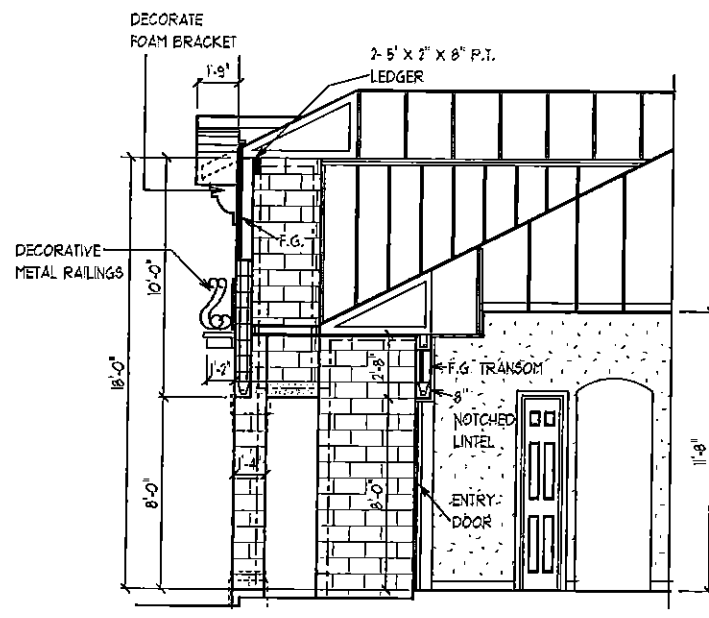 DECORATE
FOAM BRACKET
1'-9"
2- 5' X 2" X 8" P.T.
LEDGER
F.G.
DECORATIVE
METAL RAILINGS
10'-0"
18'-0"
1'-2"
2'-8"
F.G. TRANSOM
8"
NOTCHED
LINTEL
11'-8"
1'-4"
8'-0"
8'-0"
ENTRY
DOOR